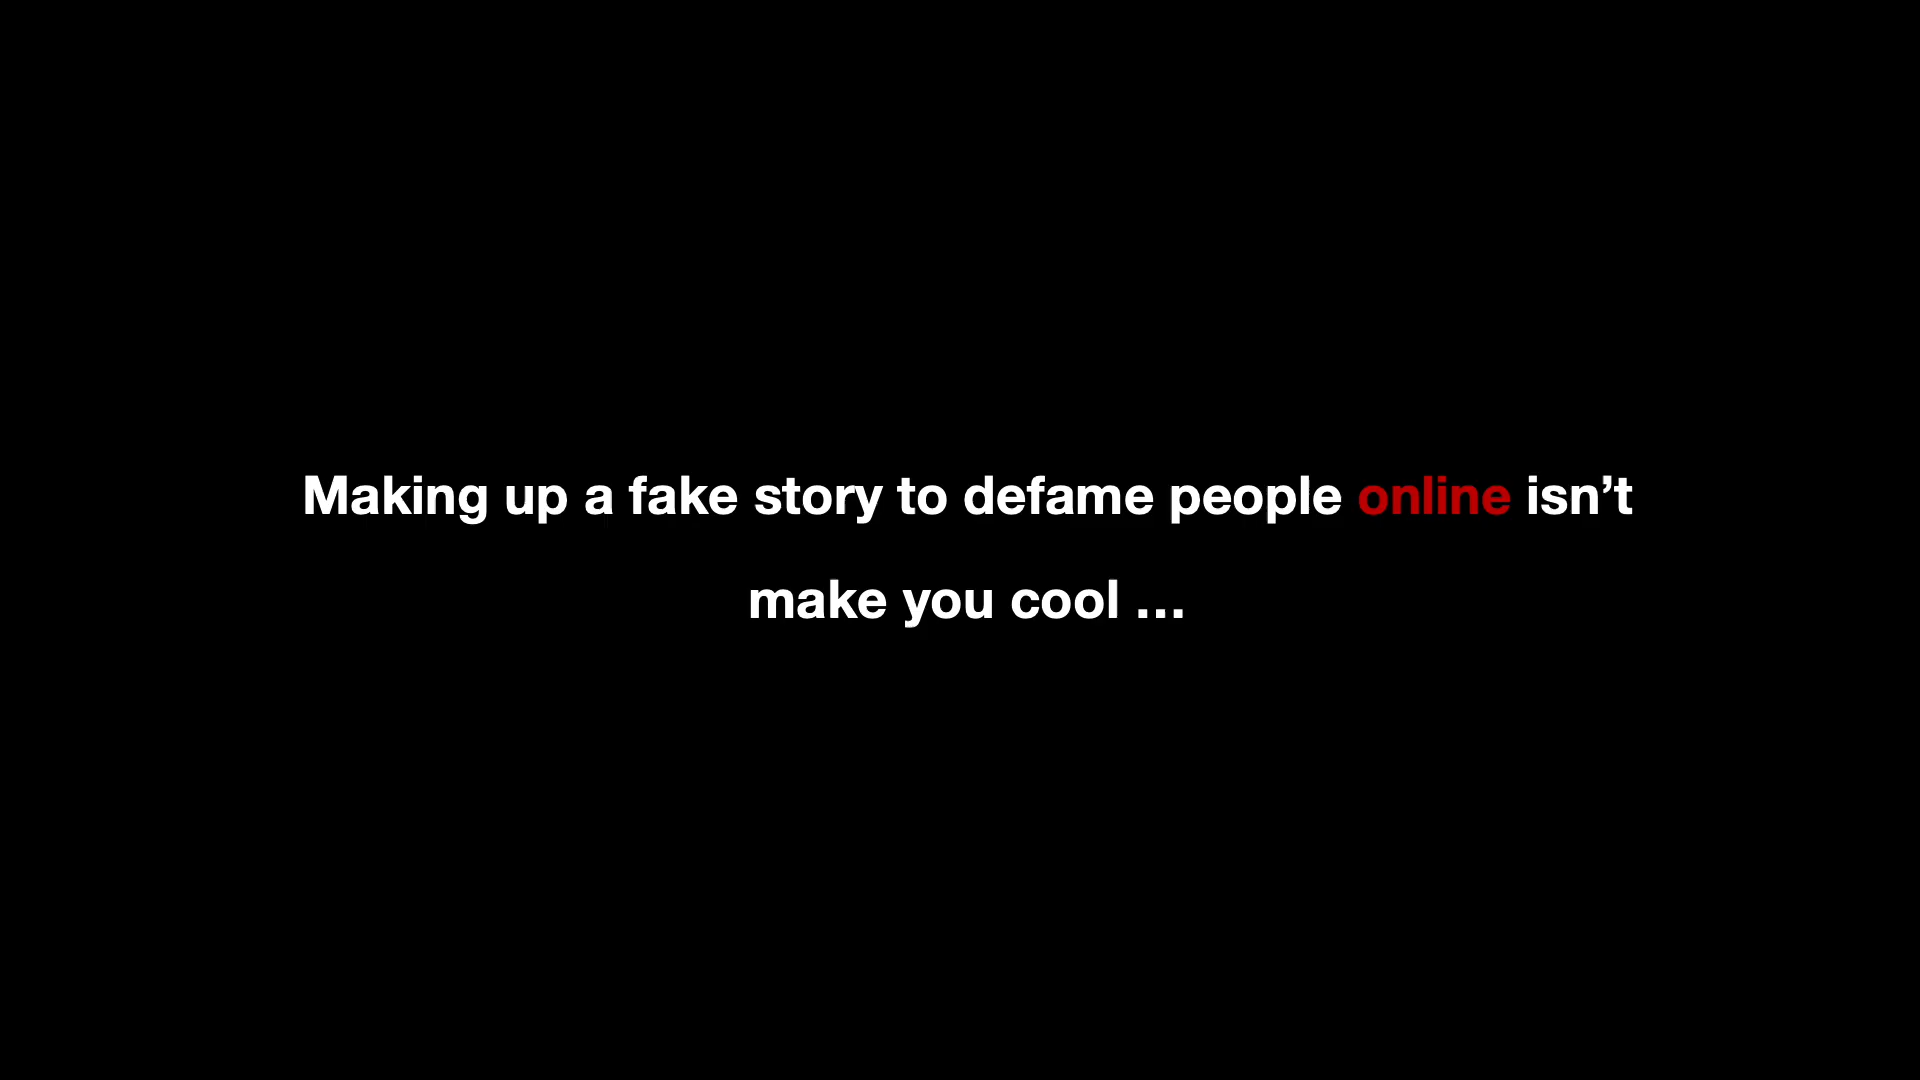 Making up a fake story to defame people online isn’t
make you cool …